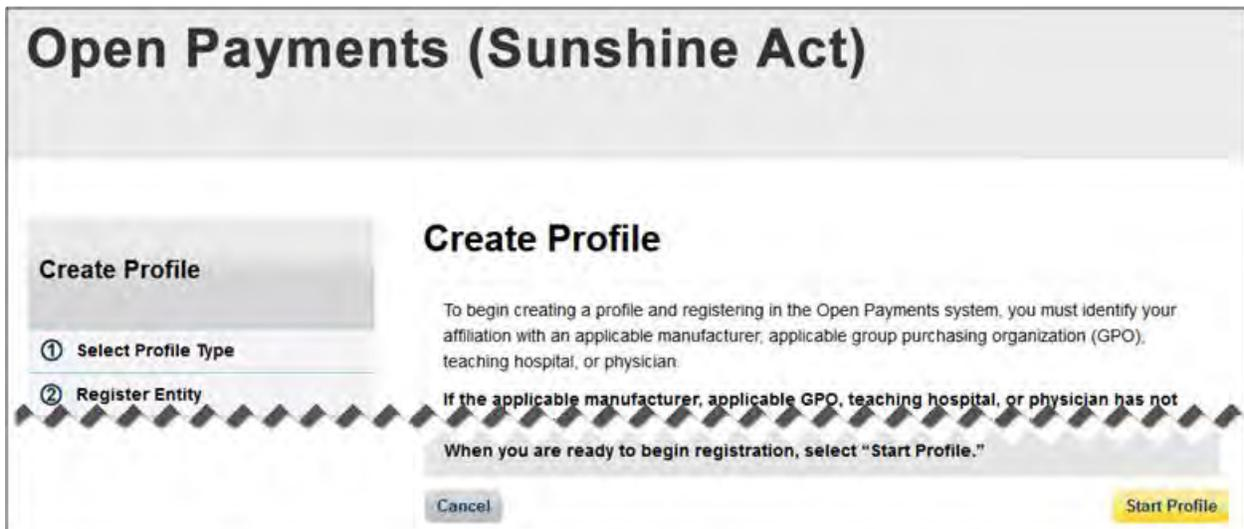 Open Payments (Sunshine Act)
Create Profile
① Select Profile Type
② Register Entity
Create Profile
To begin creating a profile and registering in the Open Payments system, you must identify your
affiliation with an applicable manufacturer, applicable group purchasing organization (GPO),
teaching hospital, or physician.
If the applicable manufacturer, applicable GPO, teaching hospital, or physician has not
When you are ready to begin registration, select “Start Profile.”
Cancel
Start Profile